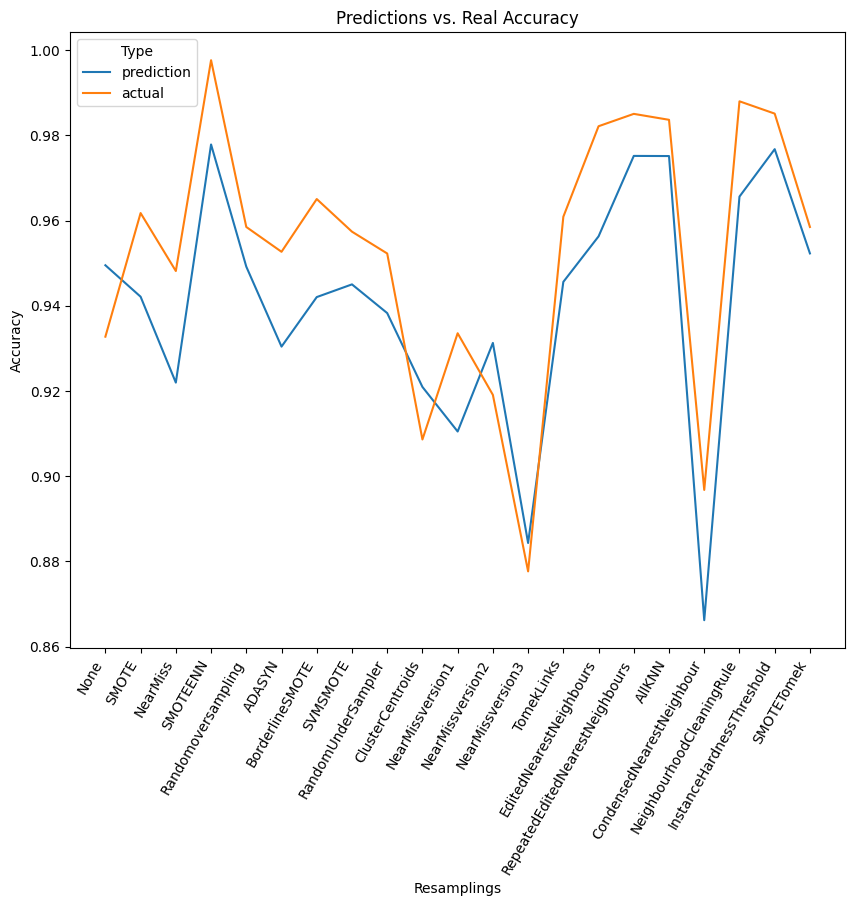 Predictions vs. Real Accuracy
Type
prediction
actual
1.00
0.98
0.96
0.94
0.92
0.90
0.88
0.86
Accuracy
None
SMOTE
NearMiss
SMOTEENN
Randomoversampling
ADASYN
BorderlineSMOTE
SVMSMOTE
RandomUnderSampler
ClusterCentroids
NearMissversion1
NearMissversion2
NearMissversion3
TomekLinks
EditedNearestNeighbours
RepeatedEditedNearestNeighbours
AllKNN
CondensedNearestNeighbour
NeighbourhoodCleaningRule
InstanceHardnessThreshold
SMOTETomek
Resamplings